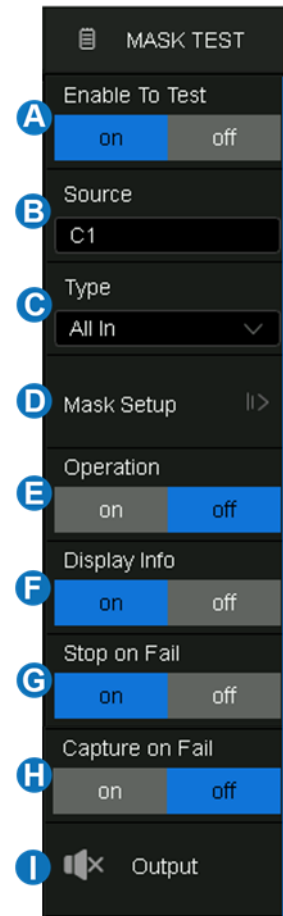 MASK TEST
A
Enable To Test
on off
B
Source
C1
C
Type
All In
D
Mask Setup
E
Operation
on off
F
Display Info
on off
G
Stop on Fail
on off
H
Capture on Fail
on off
I
Output